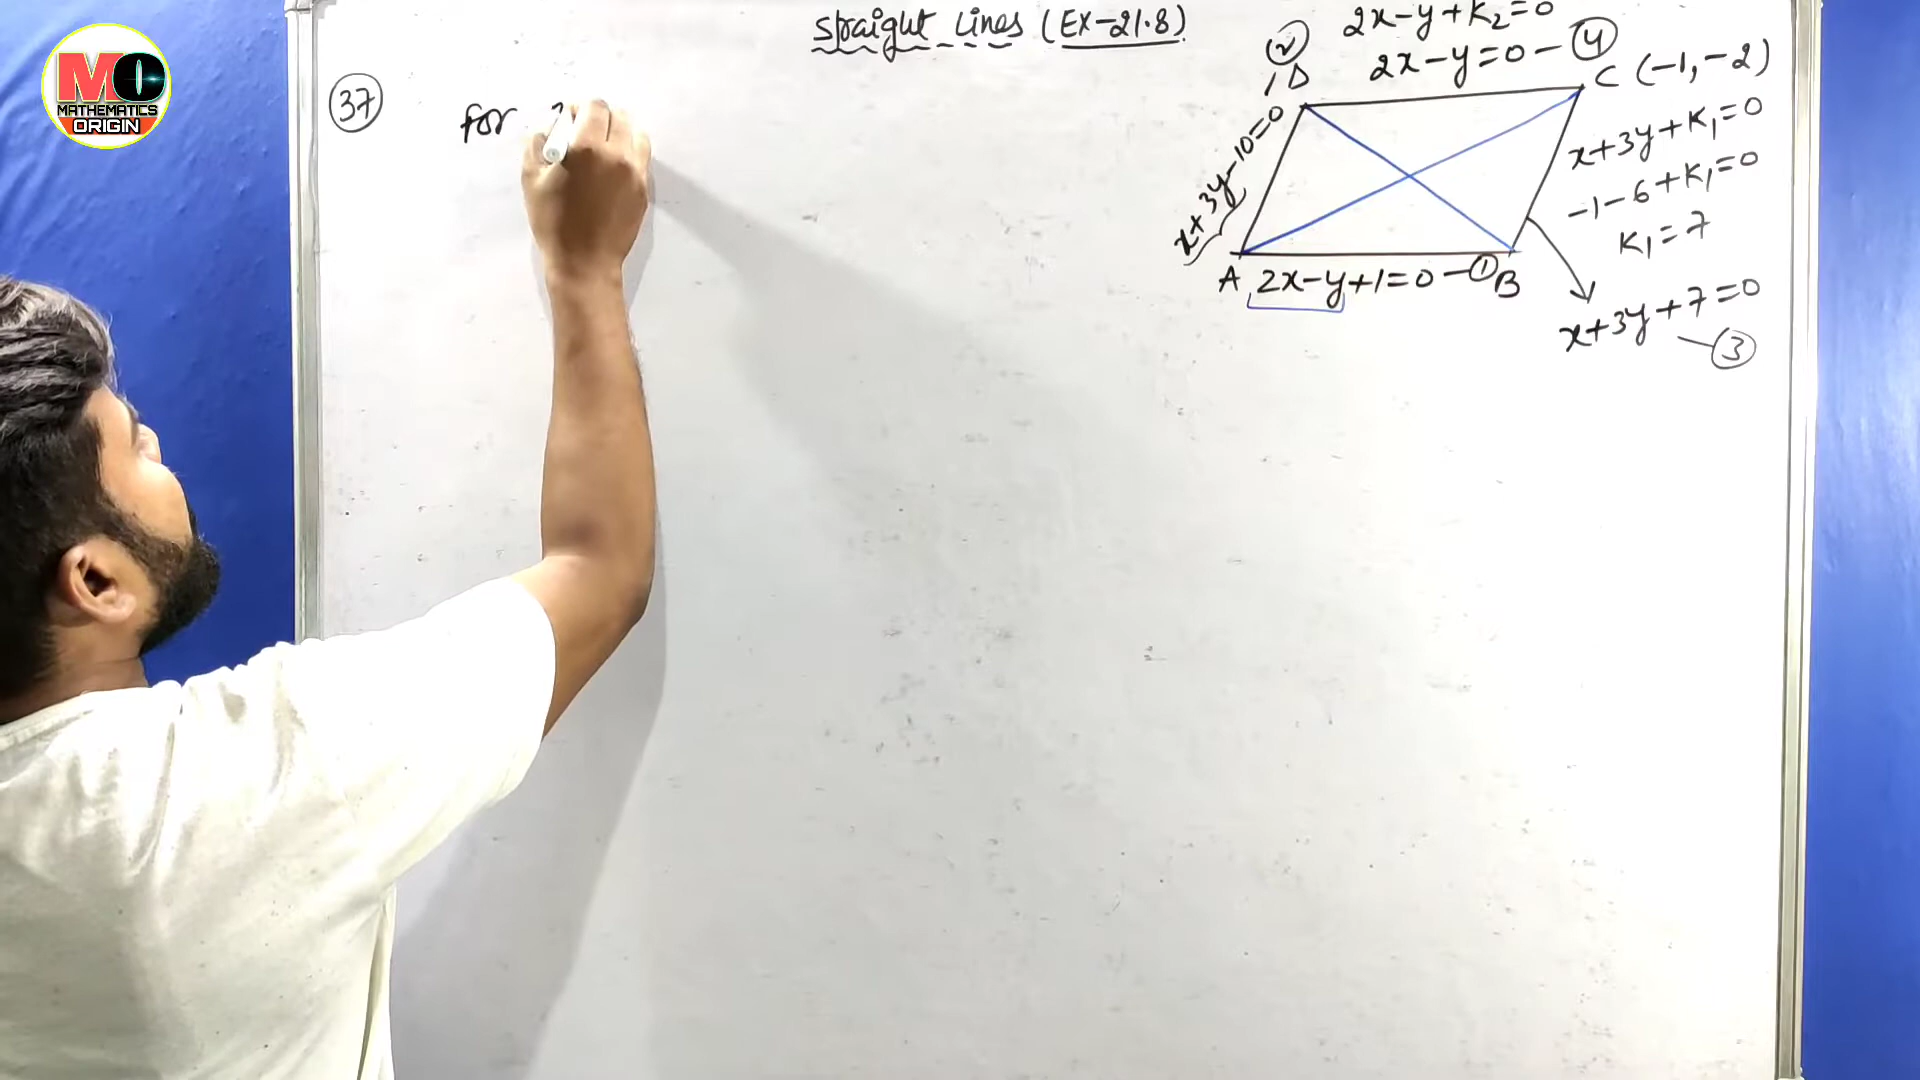 MO
MATHEMATICS
ORIGIN
Straight Lines (EX-21.8)
37
for
2x-y+K₂=0
2x-y=0 - 4
2
D
C (-1,-2)
x+3y-10=0
x+3y+K₁=0
-1-6+K₁=0
K₁=7
A 2x-y+1=0 - 1 B
x+3y+7=0
- 3